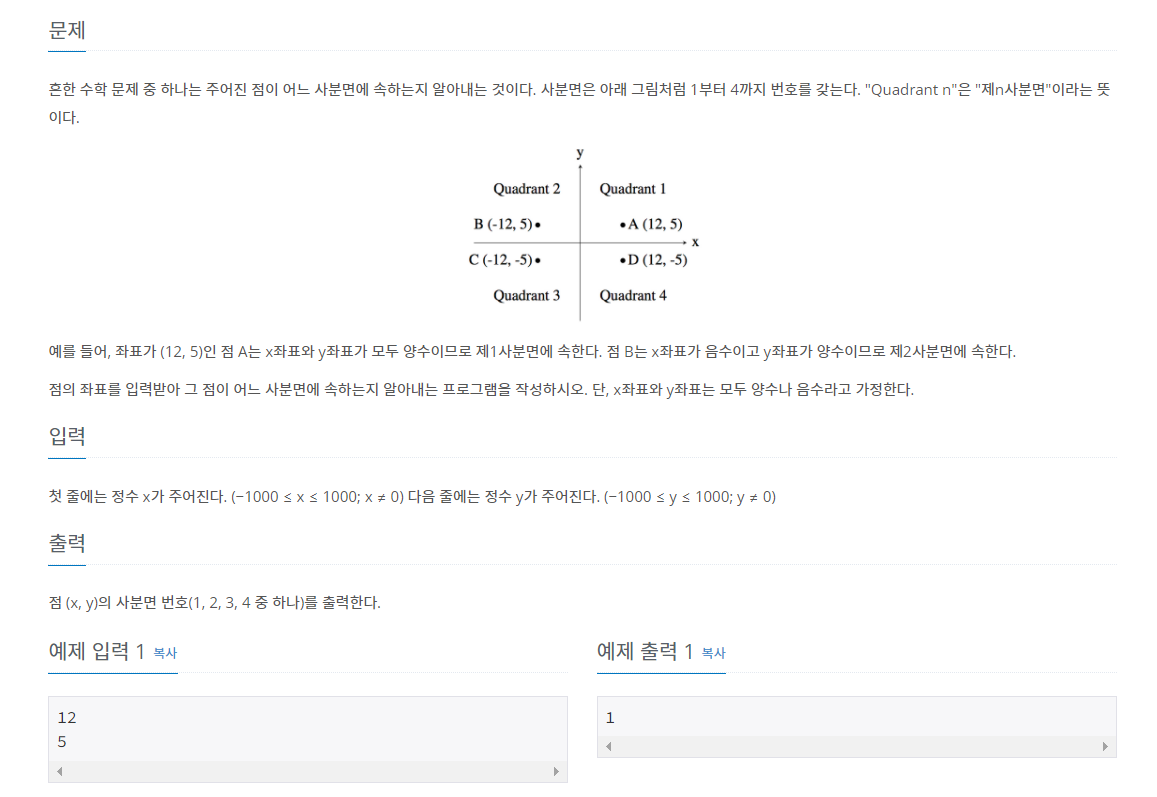 문제
흔한 수학 문제 중 하나는 주어진 점이 어느 사분면에 속하는지 알아내는 것이다. 사분면은 아래 그림처럼 1부터 4까지 번호를 갖는다. "Quadrant n"은 "제n사분면"이라는 뜻
이다.
y
Quadrant 2 Quadrant 1
B (-12, 5) A (12, 5)
x
C (-12, -5) D (12, -5)
Quadrant 3 Quadrant 4
예를 들어, 좌표가 (12, 5)인 점 A는 x좌표와 y좌표가 모두 양수이므로 제1사분면에 속한다. 점 B는 x좌표가 음수이고 y좌표가 양수이므로 제2사분면에 속한다.
점의 좌표를 입력받아 그 점이 어느 사분면에 속하는지 알아내는 프로그램을 작성하시오. 단, x좌표와 y좌표는 모두 양수나 음수라고 가정한다.
입력
첫 줄에는 정수 x가 주어진다. (−1000 ≤ x ≤ 1000; x ≠ 0) 다음 줄에는 정수 y가 주어진다. (−1000 ≤ y ≤ 1000; y ≠ 0)
출력
점 (x, y)의 사분면 번호(1, 2, 3, 4 중 하나)를 출력한다.
예제 입력 1 복사
12
5
예제 출력 1 복사
1